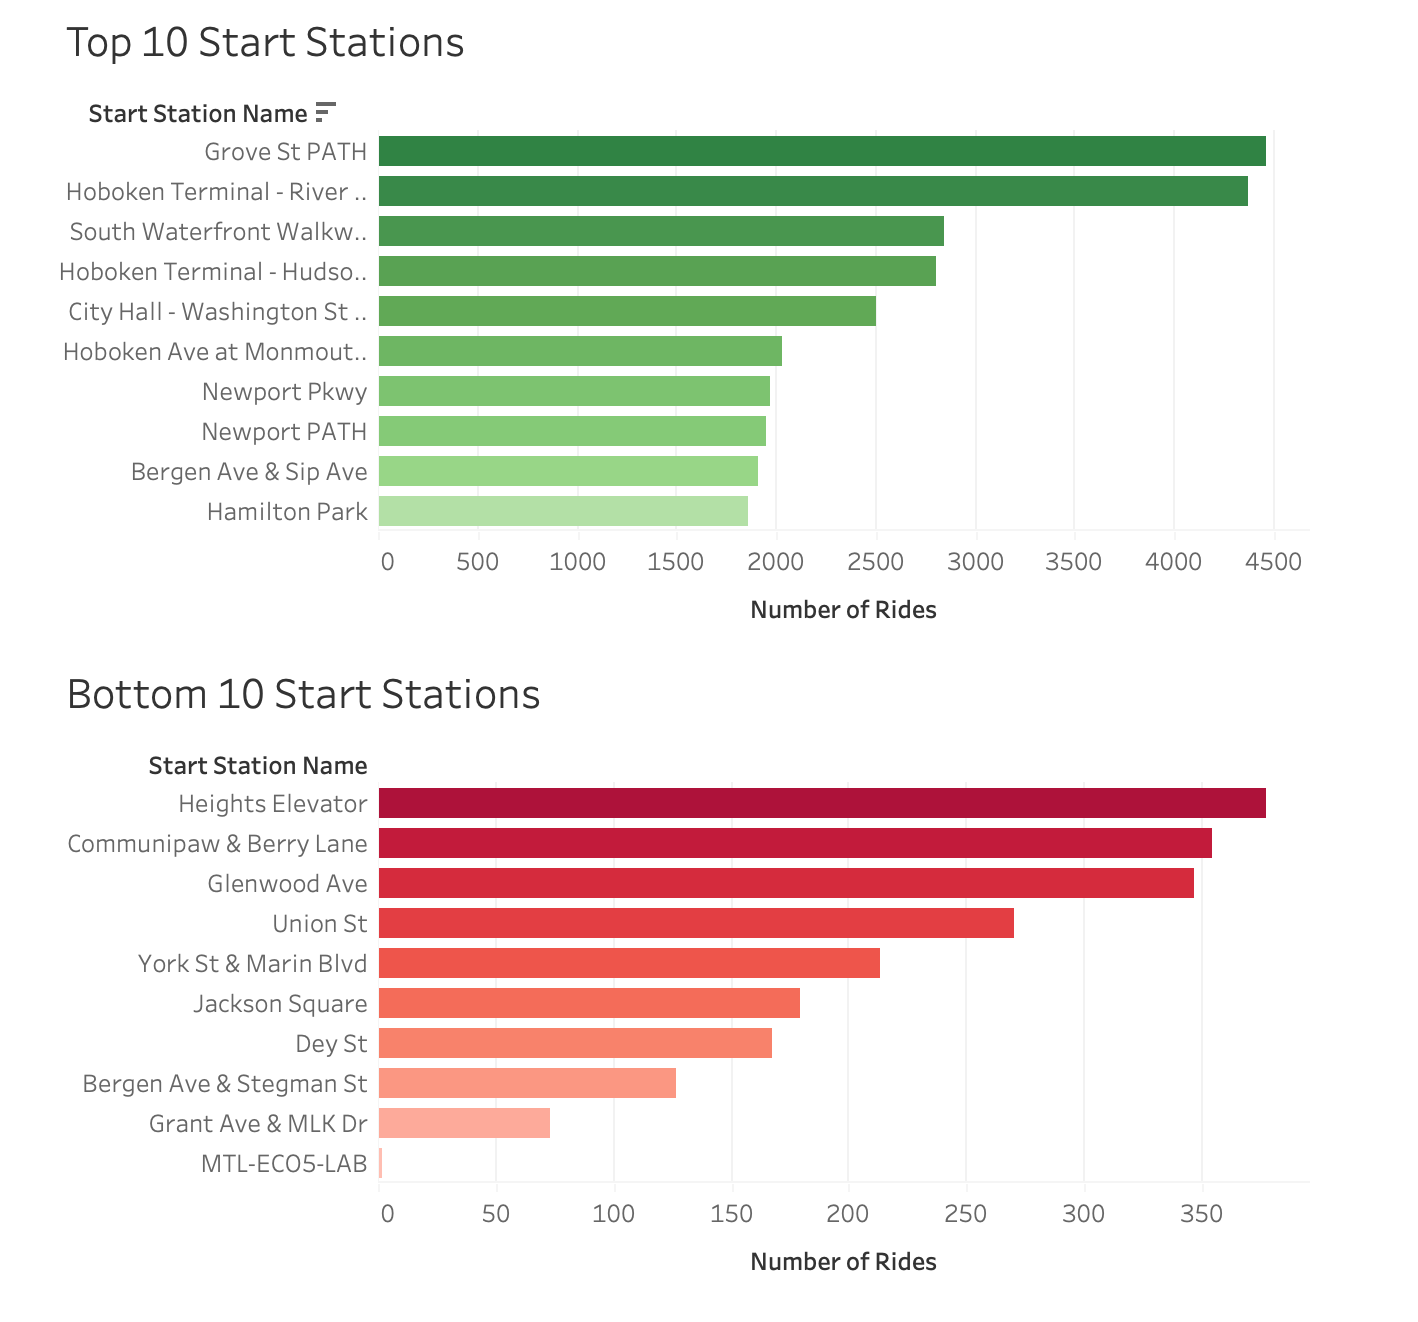 Top 10 Start Stations
Start Station Name
Grove St PATH
Hoboken Terminal - River ..
South Waterfront Walkw..
Hoboken Terminal - Hudso..
City Hall - Washington St ..
Hoboken Ave at Monmout..
Newport Pkwy
Newport PATH
Bergen Ave & Sip Ave
Hamilton Park
0 500 1000 1500 2000 2500 3000 3500 4000 4500
Number of Rides
Bottom 10 Start Stations
Start Station Name
Heights Elevator
Communipaw & Berry Lane
Glenwood Ave
Union St
York St & Marin Blvd
Jackson Square
Dey St
Bergen Ave & Stegman St
Grant Ave & MLK Dr
MTL-ECO5-LAB
0 50 100 150 200 250 300 350
Number of Rides